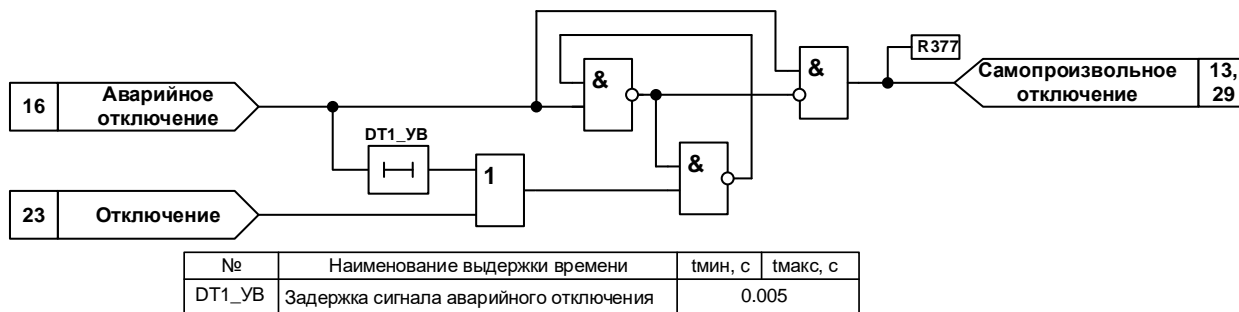 R377
&
&
16
Аварийное
отключение
Самопроизвольное
отключение
13,
29
DT1_УВ
1
&
23
Отключение
№
Наименование выдержки времени
tмин, с
tмакс, с
DT1_УВ
Задержка сигнала аварийного отключения
0.005